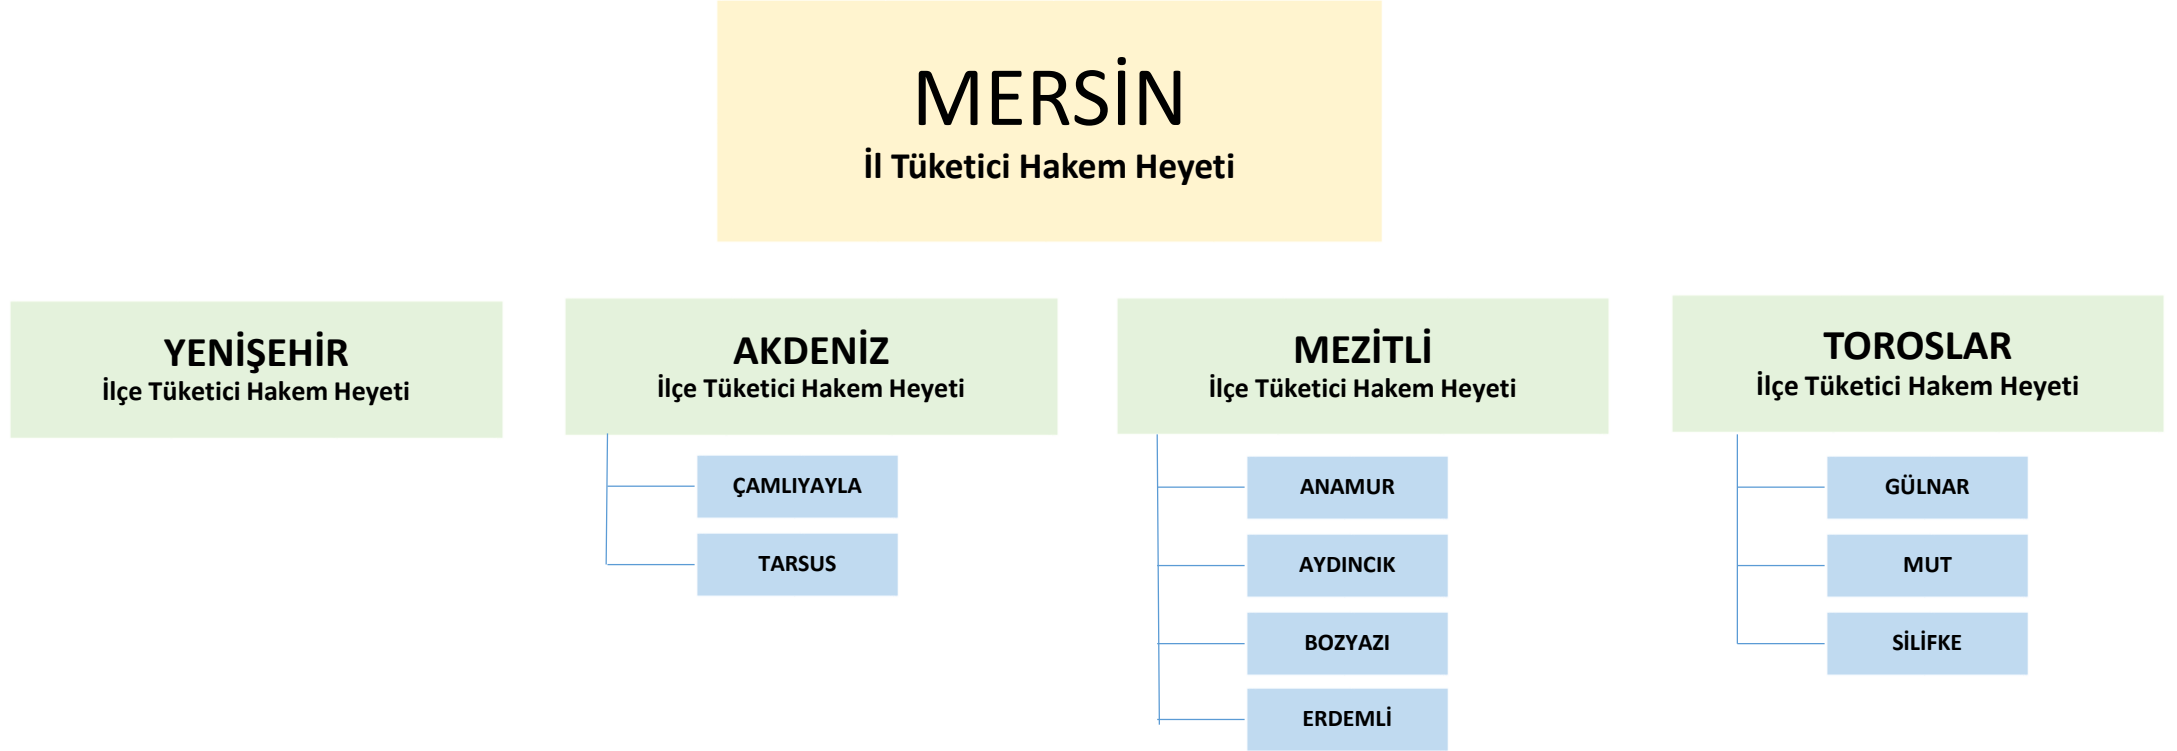 MERSİN
İl Tüketici Hakem Heyeti
YENİŞEHİR
İlçe Tüketici Hakem Heyeti
AKDENİZ
İlçe Tüketici Hakem Heyeti
ÇAMLIYAYLA
TARSUS
MEZİTLİ
İlçe Tüketici Hakem Heyeti
ANAMUR
AYDINCIK
BOZYAZI
ERDEMLİ
TOROSLAR
İlçe Tüketici Hakem Heyeti
GÜLNAR
MUT
SİLİFKE